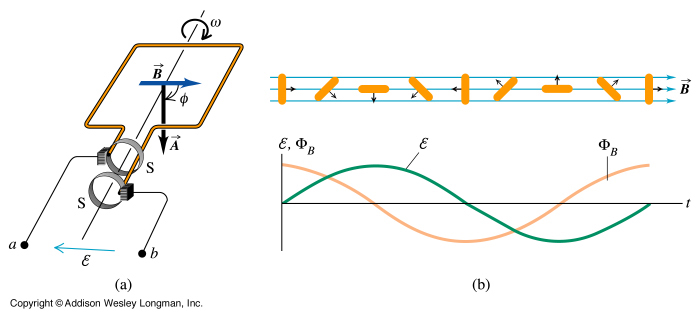 ω
B
ϕ
A
S
S
a
b
ℰ
(a)
Copyright © Addison Wesley Longman, Inc.
B
ℰ, Φ_B
ℰ
Φ_B
t
(b)